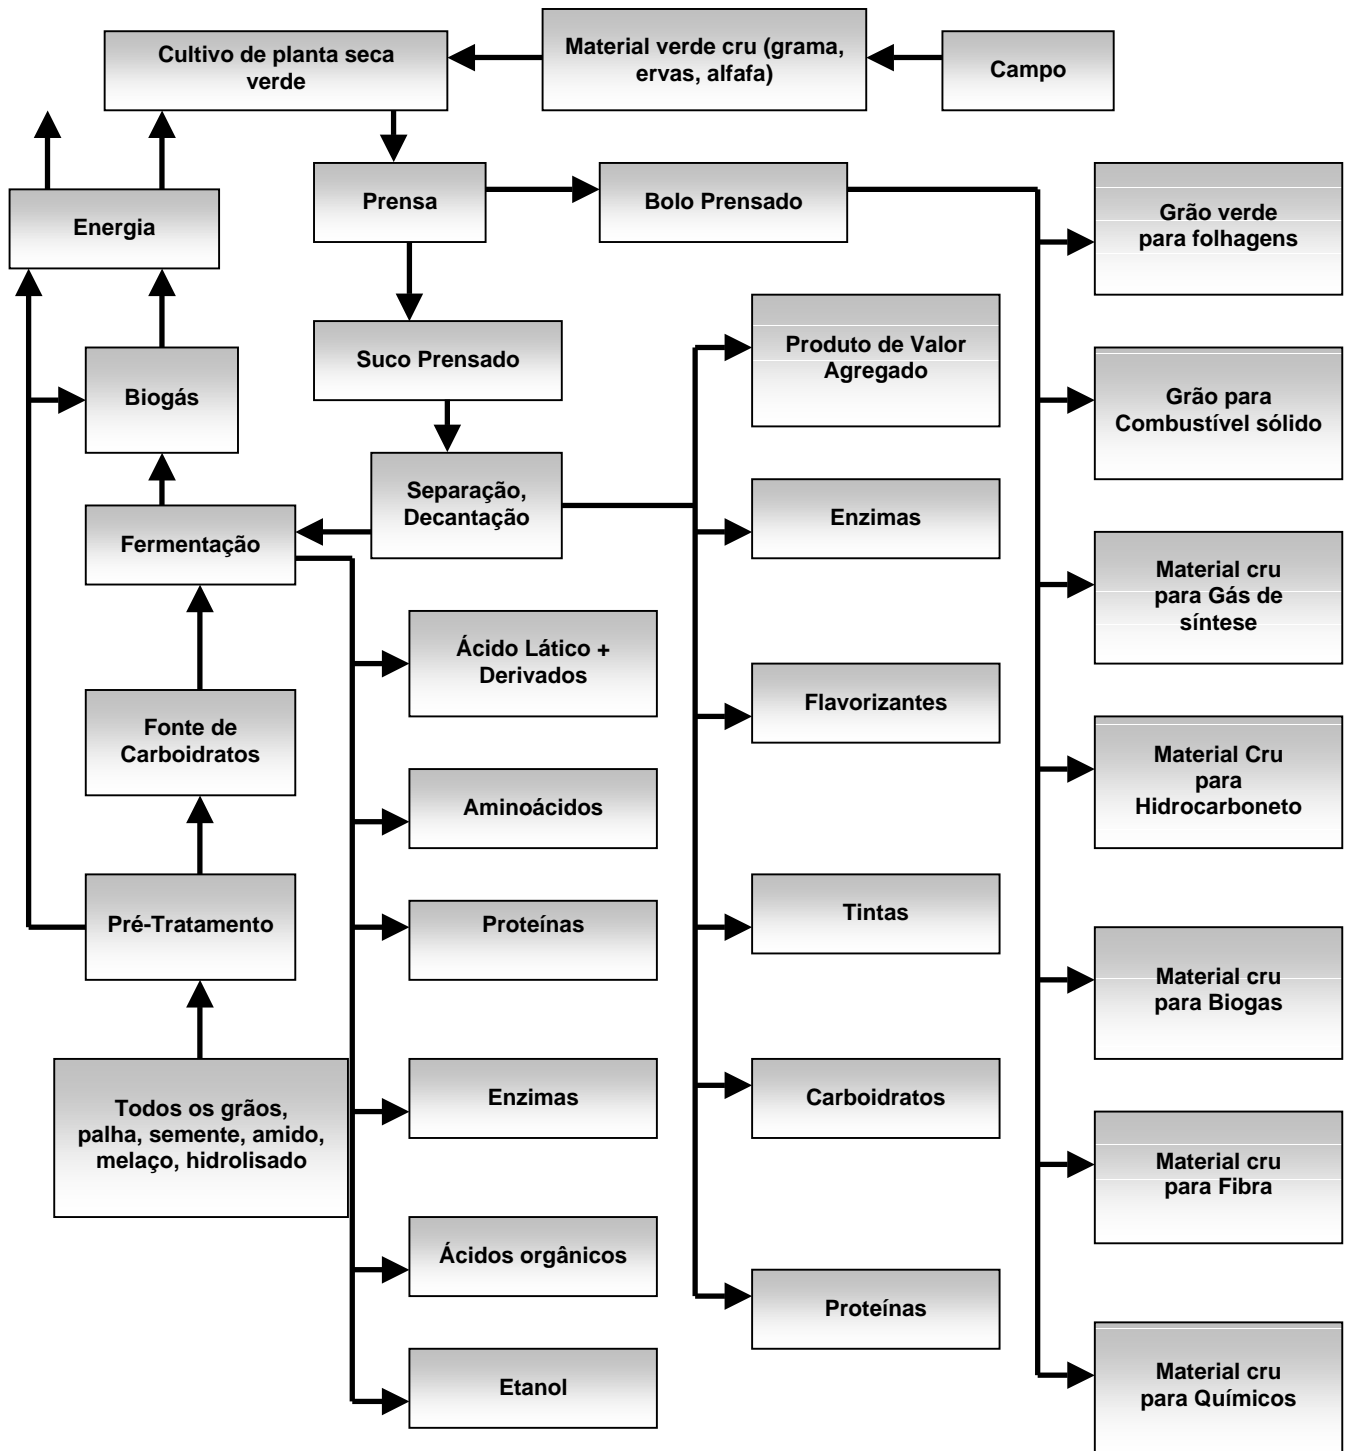 Cultivo de planta seca
verde
Material verde cru (grama,
ervas, alfafa)
Campo
Energia
Prensa
Bolo Prensado
Grão verde
para folhagens
Suco Prensado
Produto de Valor
Agregado
Biogás
Grão para
Combustível sólido
Separação,
Decantação
Enzimas
Fermentação
Material cru
para Gás de
síntese
Ácido Lático +
Derivados
Flavorizantes
Fonte de
Carboidratos
Material Cru
para
Hidrocarboneto
Aminoácidos
Pré-Tratamento
Proteínas
Tintas
Material cru
para Biogas
Todos os grãos,
palha, semente, amido,
melaço, hidrolisado
Enzimas
Carboidratos
Material cru
para Fibra
Ácidos orgânicos
Proteínas
Etanol
Material cru
para Químicos